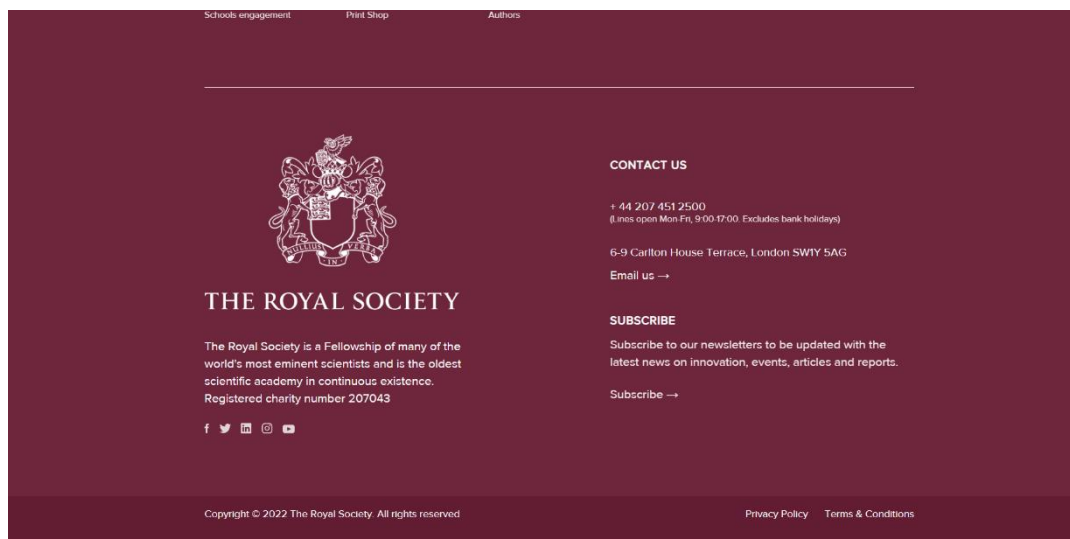 Schools engagement Print Shop Authors
NULLIUS IN VERBA
THE ROYAL SOCIETY
The Royal Society is a Fellowship of many of the
world's most eminent scientists and is the oldest
scientific academy in continuous existence.
Registered charity number 207043
CONTACT US
+ 44 207 451 2500
(Lines open Mon-Fri, 9:00-17:00. Excludes bank holidays)
6-9 Carlton House Terrace, London SW1Y 5AG
Email us →
SUBSCRIBE
Subscribe to our newsletters to be updated with the
latest news on innovation, events, articles and reports.
Subscribe →
Copyright © 2022 The Royal Society. All rights reserved
Privacy Policy Terms & Conditions